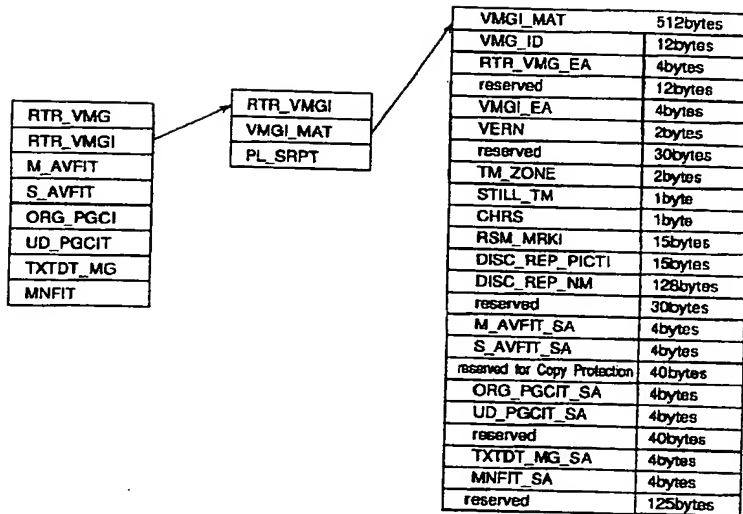 RTR_VMG
RTR_VMGI
M_AVFIT
S_AVFIT
ORG_PGCI
UD_PGCIT
TXTDT_MG
MNFIT
RTR_VMGI
VMGI_MAT
PL_SRPT
VMGI_MAT 512bytes
VMG_ID 12bytes
RTR_VMG_EA 4bytes
reserved 12bytes
VMGI_EA 4bytes
VERN 2bytes
reserved 30bytes
TM_ZONE 2bytes
STILL_TM 1byte
CHRS 1byte
RSM_MRKI 15bytes
DISC_REP_PICTI 15bytes
DISC_REP_NM 128bytes
reserved 30bytes
M_AVFIT_SA 4bytes
S_AVFIT_SA 4bytes
reserved for Copy Protection 40bytes
ORG_PGCIT_SA 4bytes
UD_PGCIT_SA 4bytes
reserved 40bytes
TXTDT_MG_SA 4bytes
MNFIT_SA 4bytes
reserved 125bytes